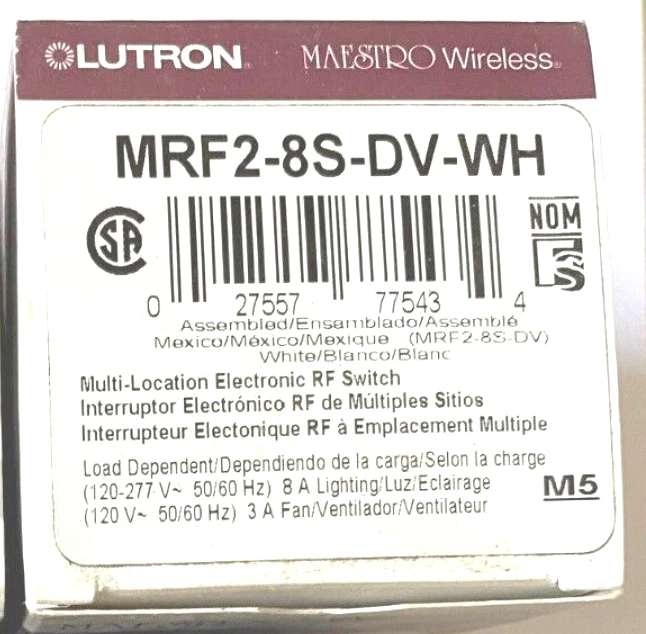 LUTRON MAESTRO Wireless®
MRF2-8S-DV-WH
CSA
NOM
0 27557 77543 4
Assembled/Ensamblado/Assemblé
Mexico/México/Mexique (MRF2-8S-DV)
White/Blanco/Blanc
Multi-Location Electronic RF Switch
Interruptor Electrónico RF de Múltiples Sitios
Interrupteur Electonique RF à Emplacement Multiple
Load Dependent/Dependiendo de la carga/Selon la charge
(120-277 V~ 50/60 Hz) 8 A Lighting/Luz/Eclairage
(120 V~ 50/60 Hz) 3 A Fan/Ventilador/Ventilateur
M5